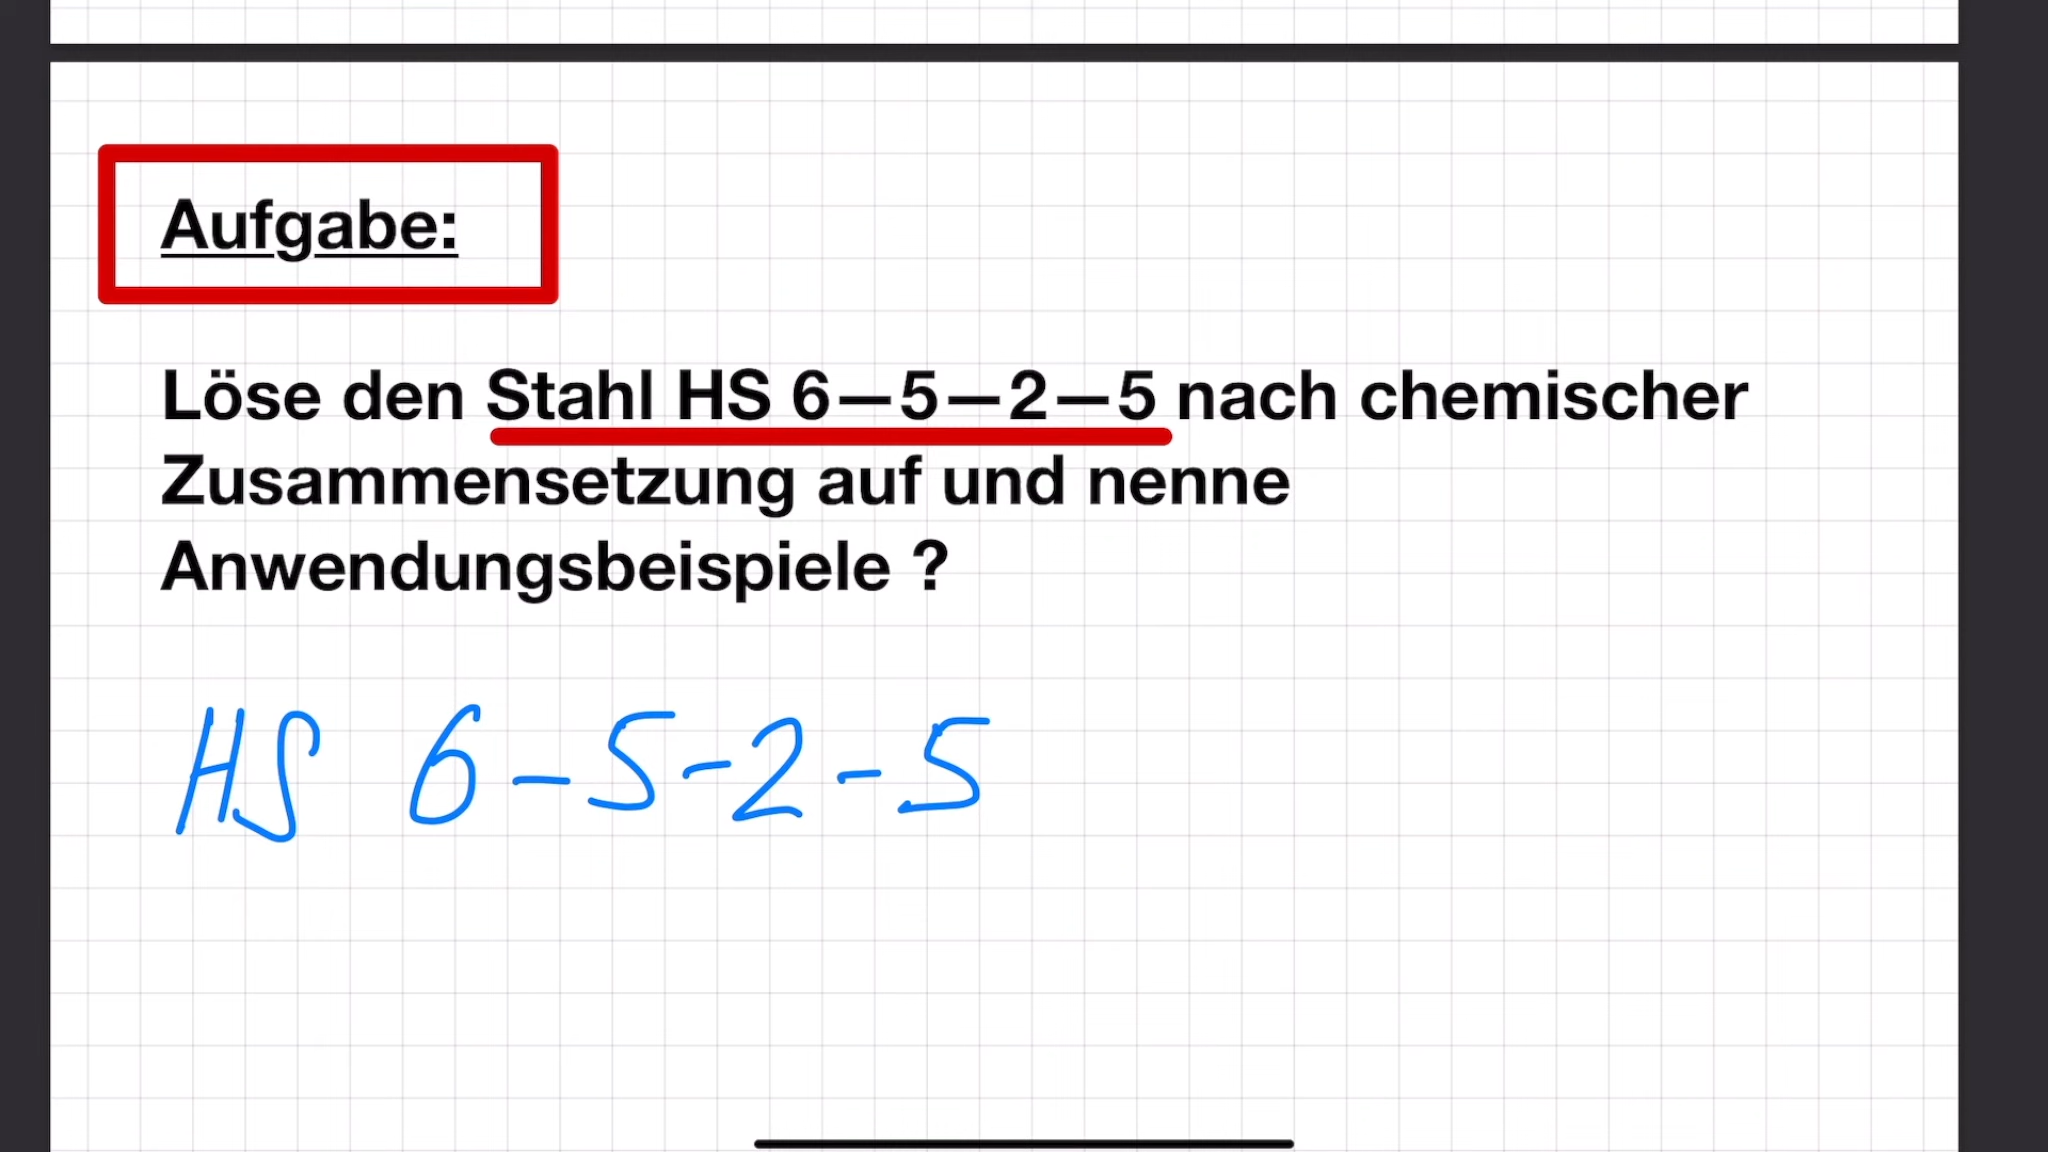 Aufgabe:
Löse den Stahl HS 6—5—2—5 nach chemischer
Zusammensetzung auf und nenne
Anwendungsbeispiele ?
HS 6-5-2-5